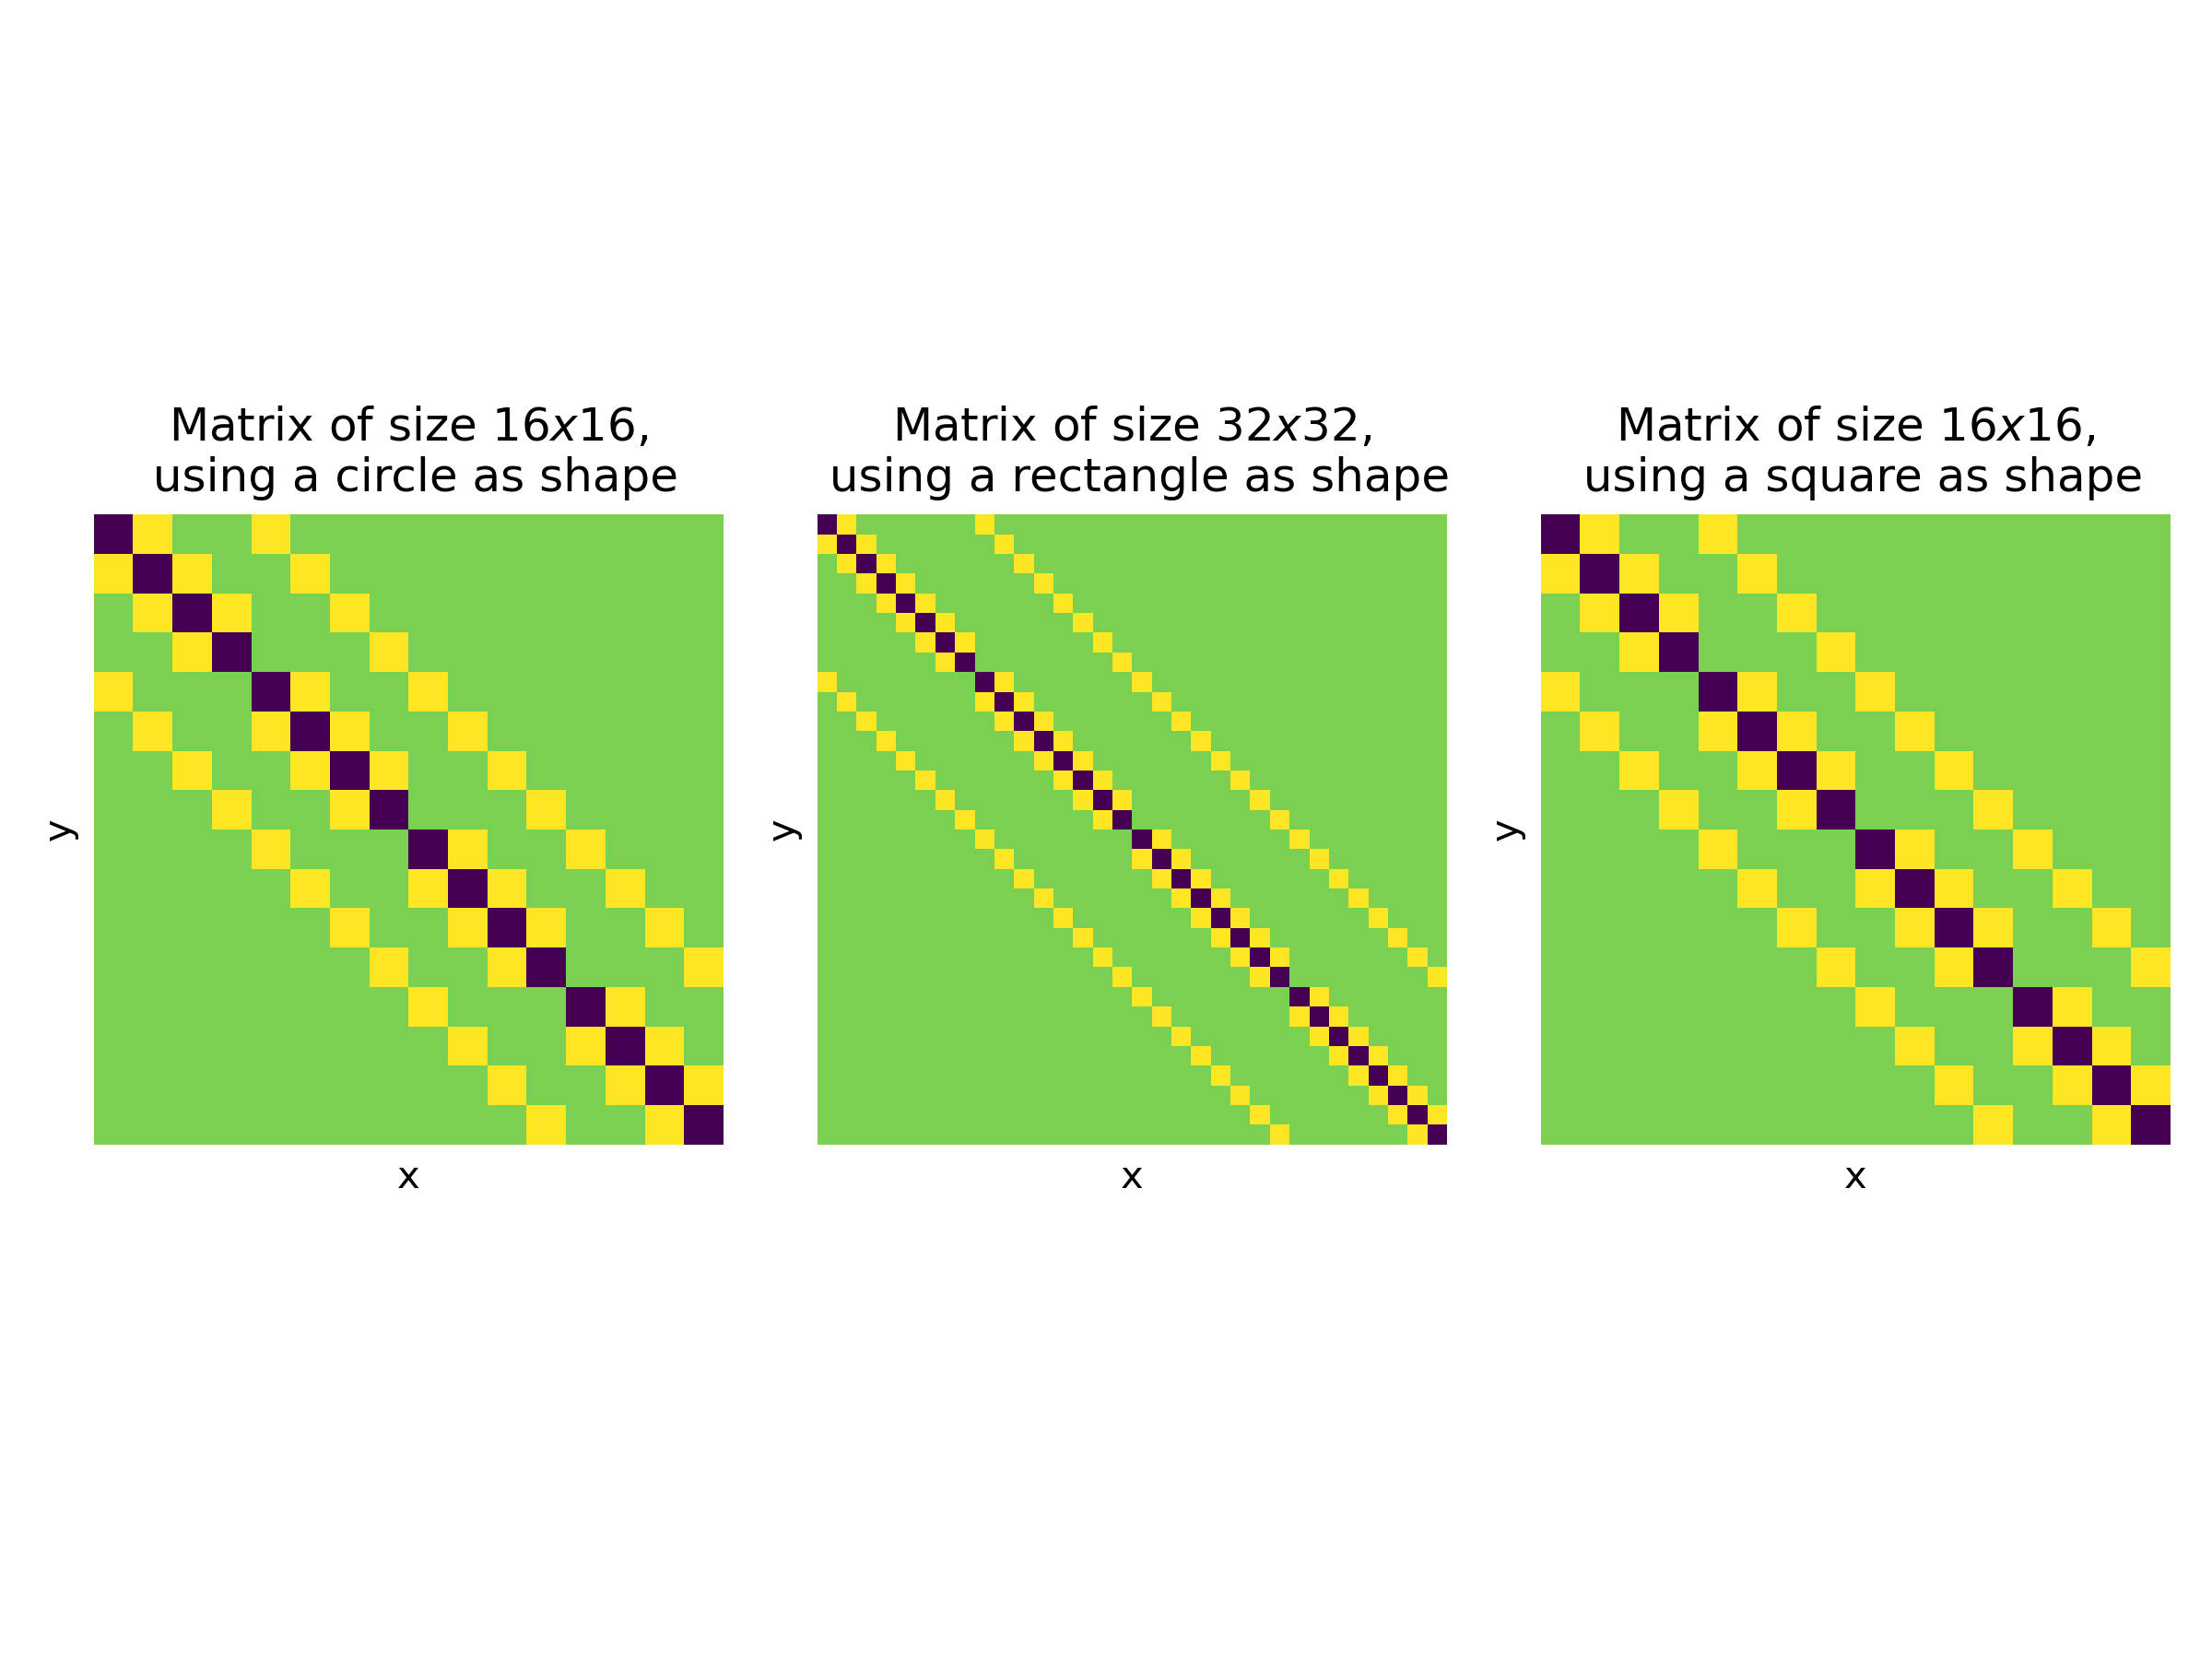 Matrix of size 16x16,
using a circle as shape
y
x
Matrix of size 32x32,
using a rectangle as shape
y
x
Matrix of size 16x16,
using a square as shape
y
x